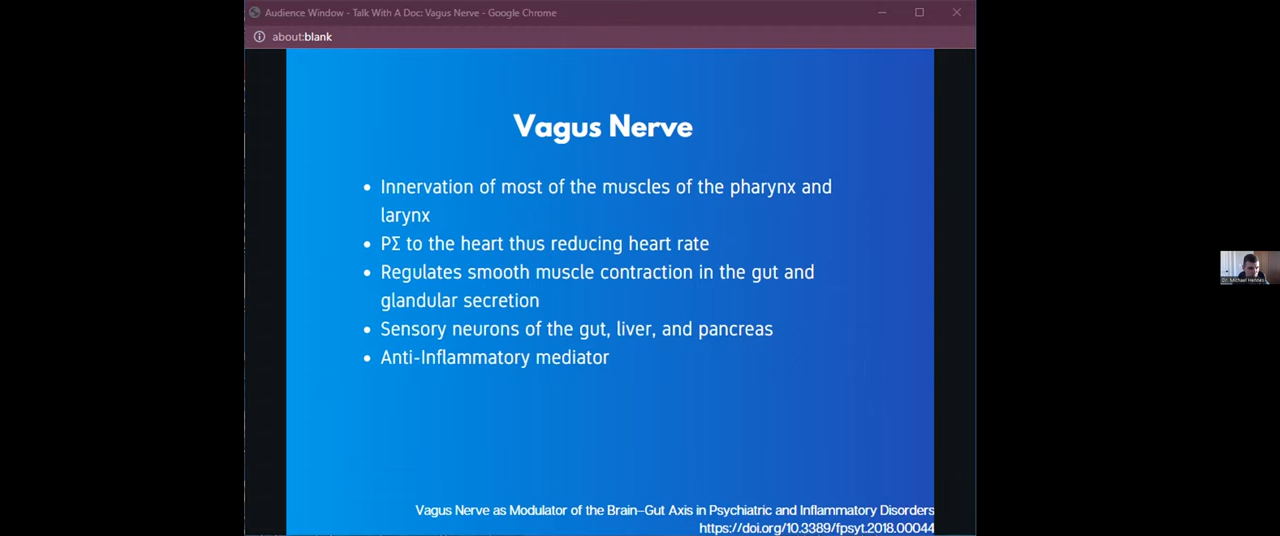 Audience Window - Talk With A Doc: Vagus Nerve - Google Chrome
about:blank
Vagus Nerve
• Innervation of most of the muscles of the pharynx and
larynx
• PΣ to the heart thus reducing heart rate
• Regulates smooth muscle contraction in the gut and
glandular secretion
• Sensory neurons of the gut, liver, and pancreas
• Anti-Inflammatory mediator
Dr. Michael
Vagus Nerve as Modulator of the Brain–Gut Axis in Psychiatric and Inflammatory Disorders
https://doi.org/10.3389/fpsyt.2018.00044